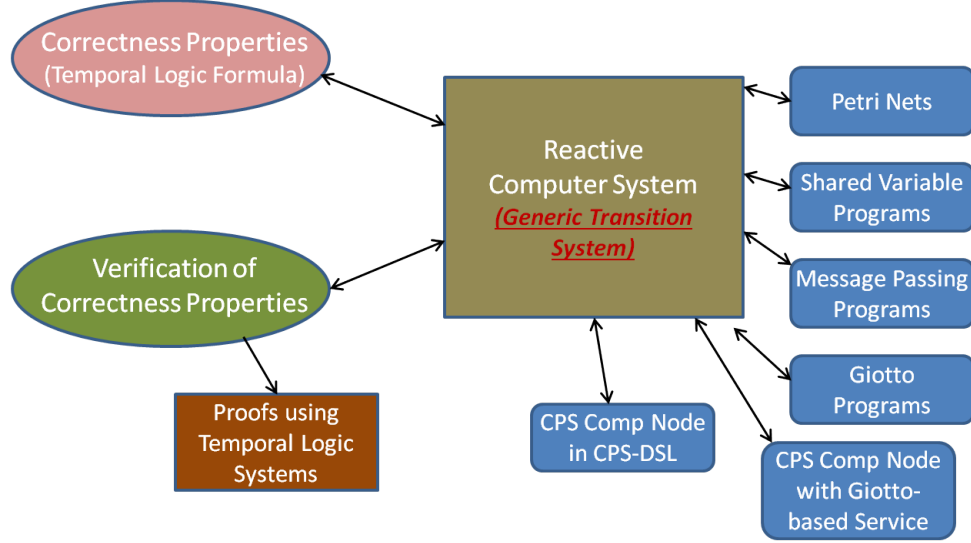 Correctness Properties
(Temporal Logic Formula)
Reactive
Computer System
(Generic Transition
System)
Petri Nets
Shared Variable
Programs
Verification of
Correctness Properties
Message Passing
Programs
Giotto
Programs
Proofs using
Temporal Logic
Systems
CPS Comp Node
in CPS-DSL
CPS Comp Node
with Giotto-
based Service